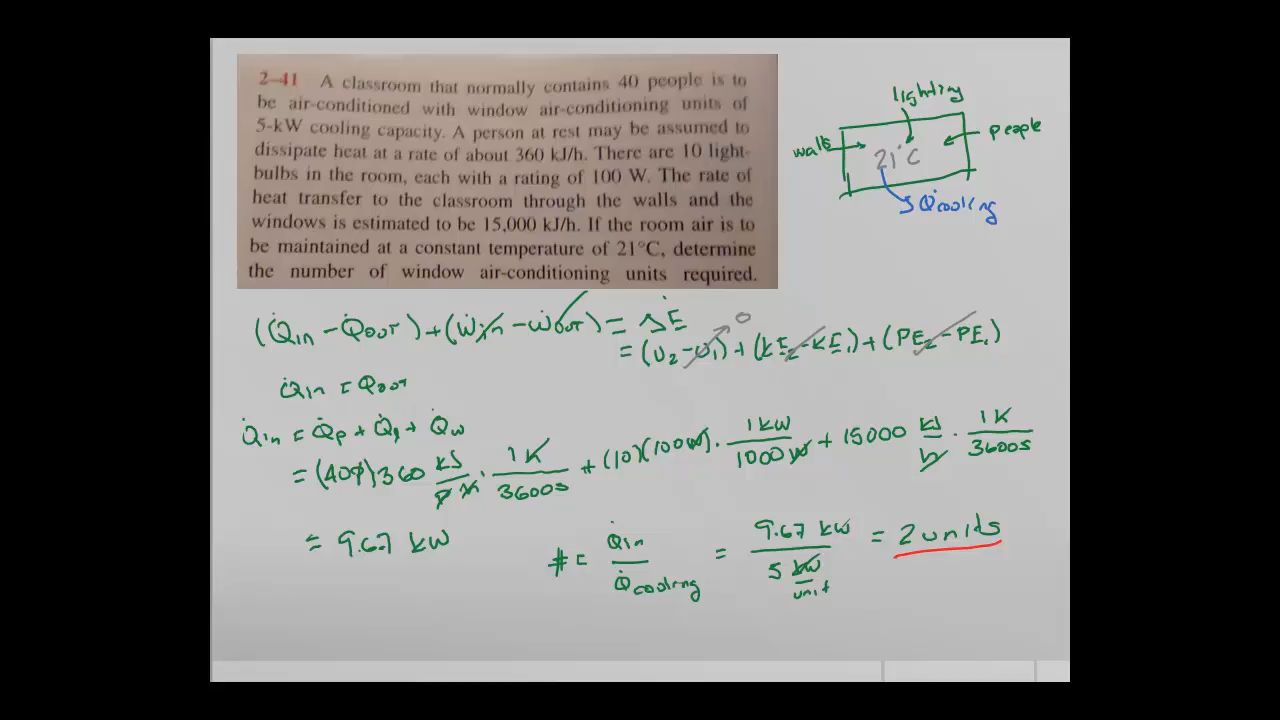 2–41 A classroom that normally contains 40 people is to
be air-conditioned with window air-conditioning units of
5-kW cooling capacity. A person at rest may be assumed to
dissipate heat at a rate of about 360 kJ/h. There are 10 light-
bulbs in the room, each with a rating of 100 W. The rate of
heat transfer to the classroom through the walls and the
windows is estimated to be 15,000 kJ/h. If the room air is to
be maintained at a constant temperature of 21°C, determine
the number of window air-conditioning units required.
lighting
walls
people
21°C
Q̇cooling
(Q̇in - Q̇out) + (Ẇin - Ẇout) = ΔĖ
0
= (U2 - U1) + (KE2 - KE1) + (PE2 - PE1)
Q̇in = Q̇out
Q̇in = Q̇p + Q̇l + Q̇w
= (40p) 360 kJ/p h · 1h/3600s + (10)(100W) · 1kW/1000W + 15000 kJ/h · 1h/3600s
= 9.67 kW
# = Q̇in/Q̇cooling = 9.67 kW/5 kW/unit = 2 units